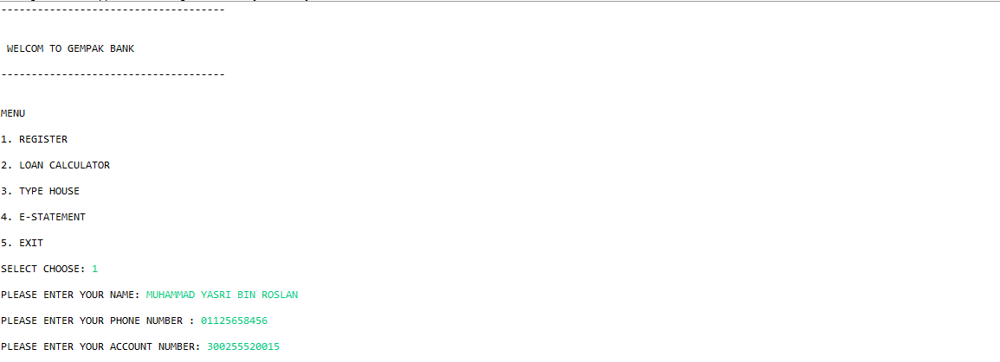 -------------------------------------
WELCOM TO GEMPAK BANK
-------------------------------------
MENU
1. REGISTER
2. LOAN CALCULATOR
3. TYPE HOUSE
4. E-STATEMENT
5. EXIT
SELECT CHOOSE: 1
PLEASE ENTER YOUR NAME: MUHAMMAD YASRI BIN ROSLAN
PLEASE ENTER YOUR PHONE NUMBER : 01125658456
PLEASE ENTER YOUR ACCOUNT NUMBER: 300255520015